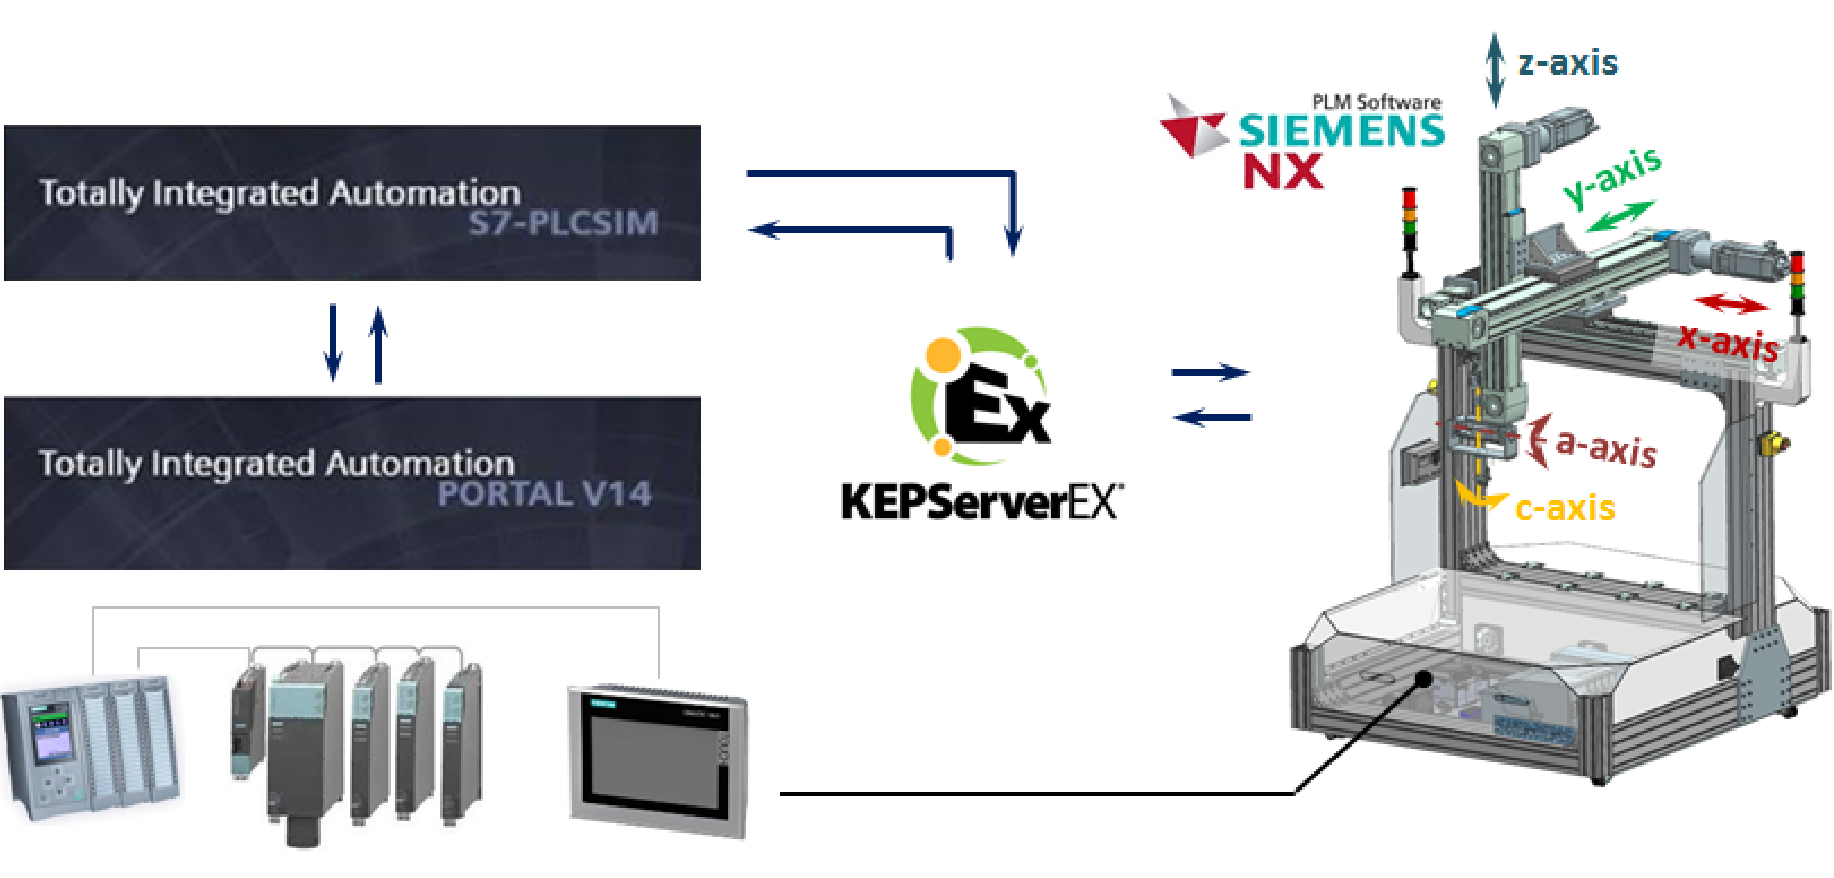 Totally Integrated Automation
S7-PLCSIM
Totally Integrated Automation
PORTAL V14
Ex
KEPServerEX
PLM Software
SIEMENS
NX
z-axis
y-axis
x-axis
a-axis
c-axis
SIEMENS